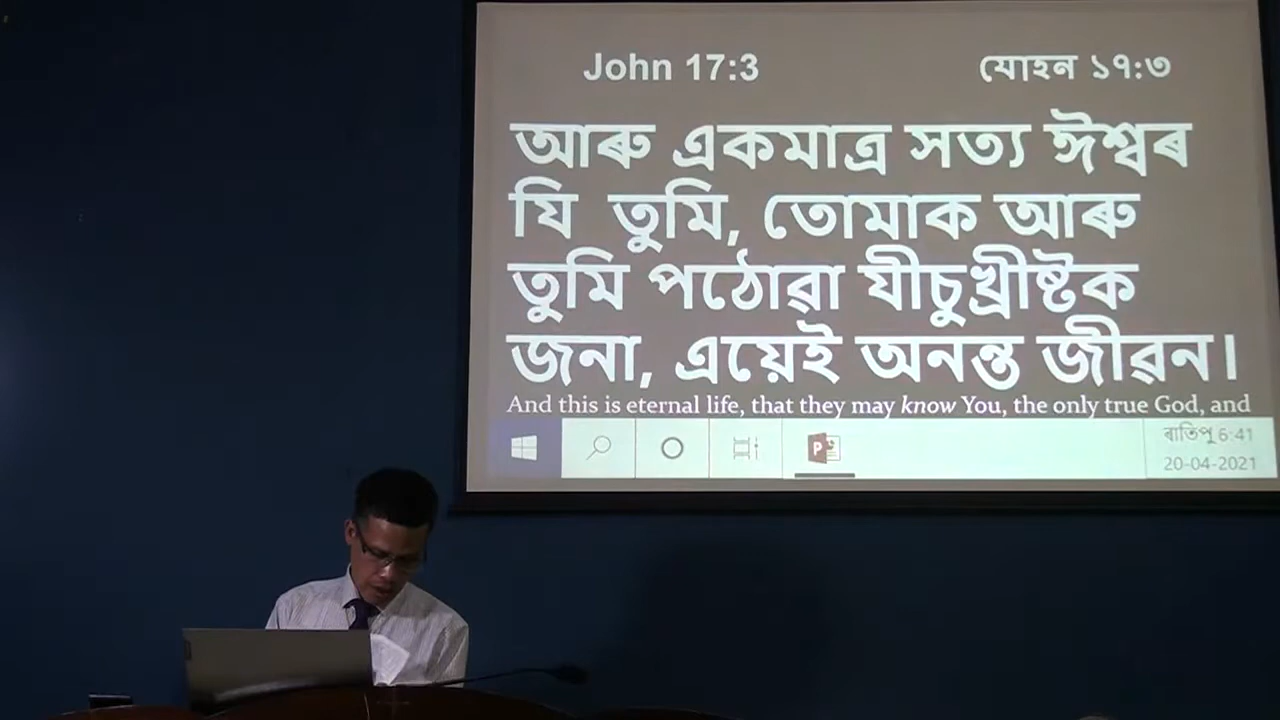 John 17:3 যোহন ১৭:৩
আৰু একমাত্ৰ সত্য ঈশ্বৰ
যি তুমি, তোমাক আৰু
তুমি পঠোৱা যীচুখ্ৰীষ্টক
জনা, এয়েই অনন্ত জীৱন।
And this is eternal life, that they may know You, the only true God, and
P ৰাতিপু 6:41
20-04-2021